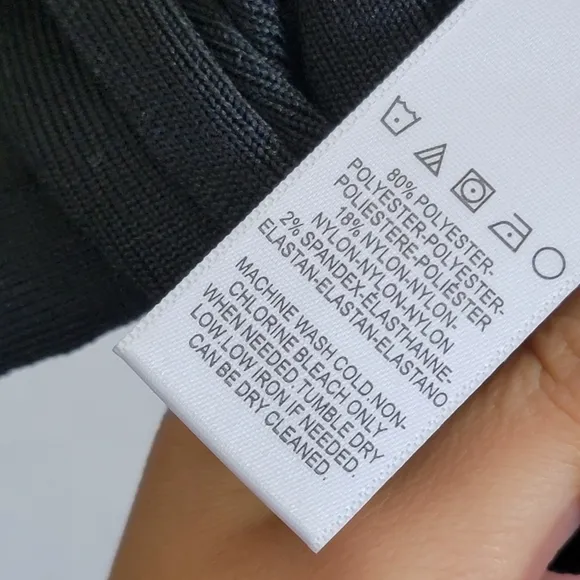 80% POLYESTER-
POLYESTER-POLYESTER-
POLIESTERE-POLIÉSTER
18% NYLON-NYLON-
NYLON-NYLON-NYLON
2% SPANDEX-ÉLASTHANNE-
ELASTAN-ELASTAN-ELASTANO
MACHINE WASH COLD. NON-
CHLORINE BLEACH ONLY
WHEN NEEDED. TUMBLE DRY
LOW. LOW IRON IF NEEDED.
CAN BE DRY CLEANED.